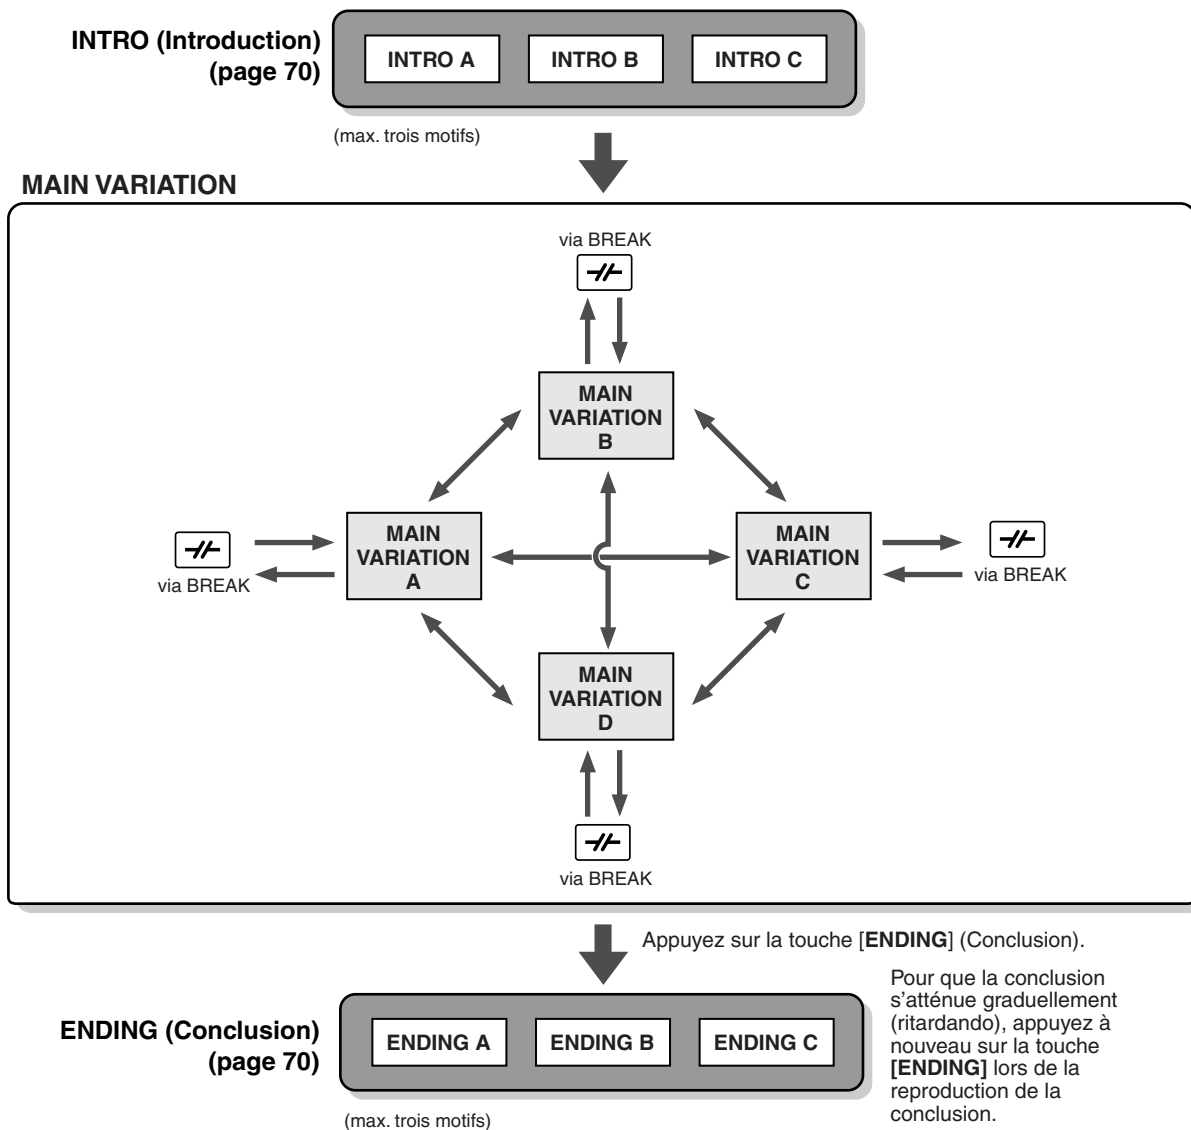 INTRO (Introduction)
(page 70)
INTRO A
INTRO B
INTRO C
(max. trois motifs)
MAIN VARIATION
via BREAK
MAIN
VARIATION
B
MAIN
VARIATION
A
via BREAK
MAIN
VARIATION
C
via BREAK
MAIN
VARIATION
D
via BREAK
Appuyez sur la touche [ENDING] (Conclusion).
ENDING (Conclusion)
(page 70)
ENDING A
ENDING B
ENDING C
(max. trois motifs)
Pour que la conclusion
s’atténue graduellement
(ritardando), appuyez à
nouveau sur la touche
[ENDING] lors de la
reproduction de la
conclusion.